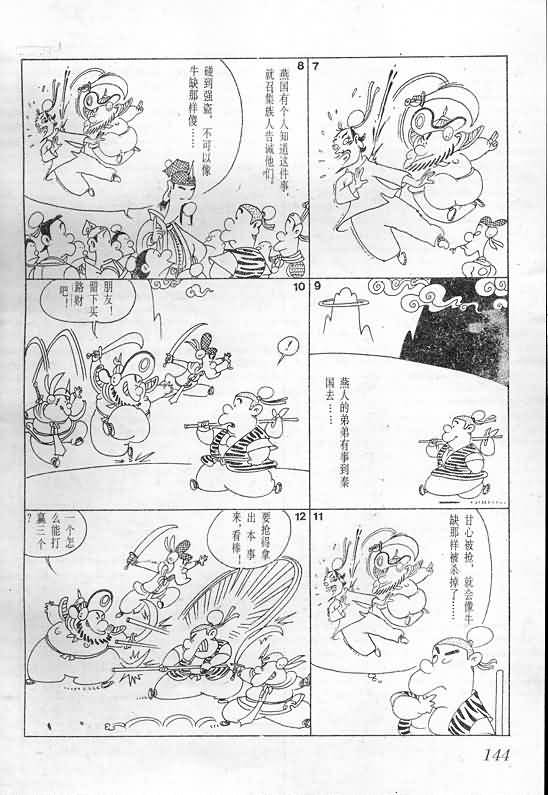 7
8
燕国有个人知道这件事，
就召集族人告诫他们。
碰到强盗，不可以像
牛缺那样傻……
9
燕人的弟弟有事到秦
国去……
10
！
朋友！
留下买
路财
吧！
11
甘心被抢，就会像牛
缺那样被杀掉了……
12
要抢得拿
出本事
来，看棒！
一个怎
么能打
赢三个
？
144